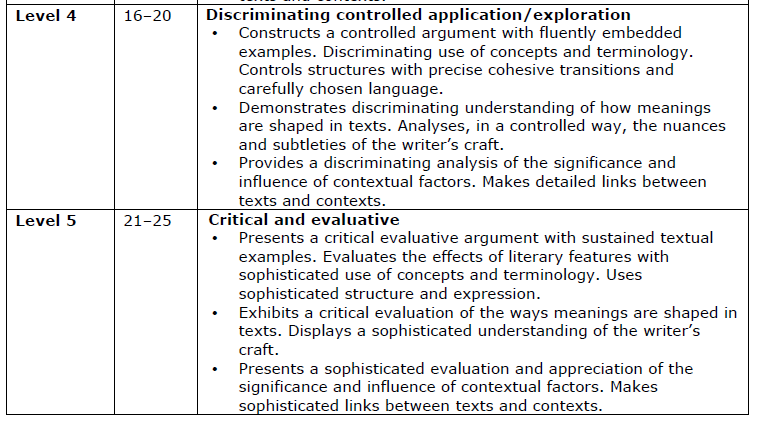 texts and contexts.
Level 4
16–20
Discriminating controlled application/exploration
• Constructs a controlled argument with fluently embedded
examples. Discriminating use of concepts and terminology.
Controls structures with precise cohesive transitions and
carefully chosen language.
• Demonstrates discriminating understanding of how meanings
are shaped in texts. Analyses, in a controlled way, the nuances
and subtleties of the writer’s craft.
• Provides a discriminating analysis of the significance and
influence of contextual factors. Makes detailed links between
texts and contexts.
Level 5
21–25
Critical and evaluative
• Presents a critical evaluative argument with sustained textual
examples. Evaluates the effects of literary features with
sophisticated use of concepts and terminology. Uses
sophisticated structure and expression.
• Exhibits a critical evaluation of the ways meanings are shaped in
texts. Displays a sophisticated understanding of the writer’s
craft.
• Presents a sophisticated evaluation and appreciation of the
significance and influence of contextual factors. Makes
sophisticated links between texts and contexts.